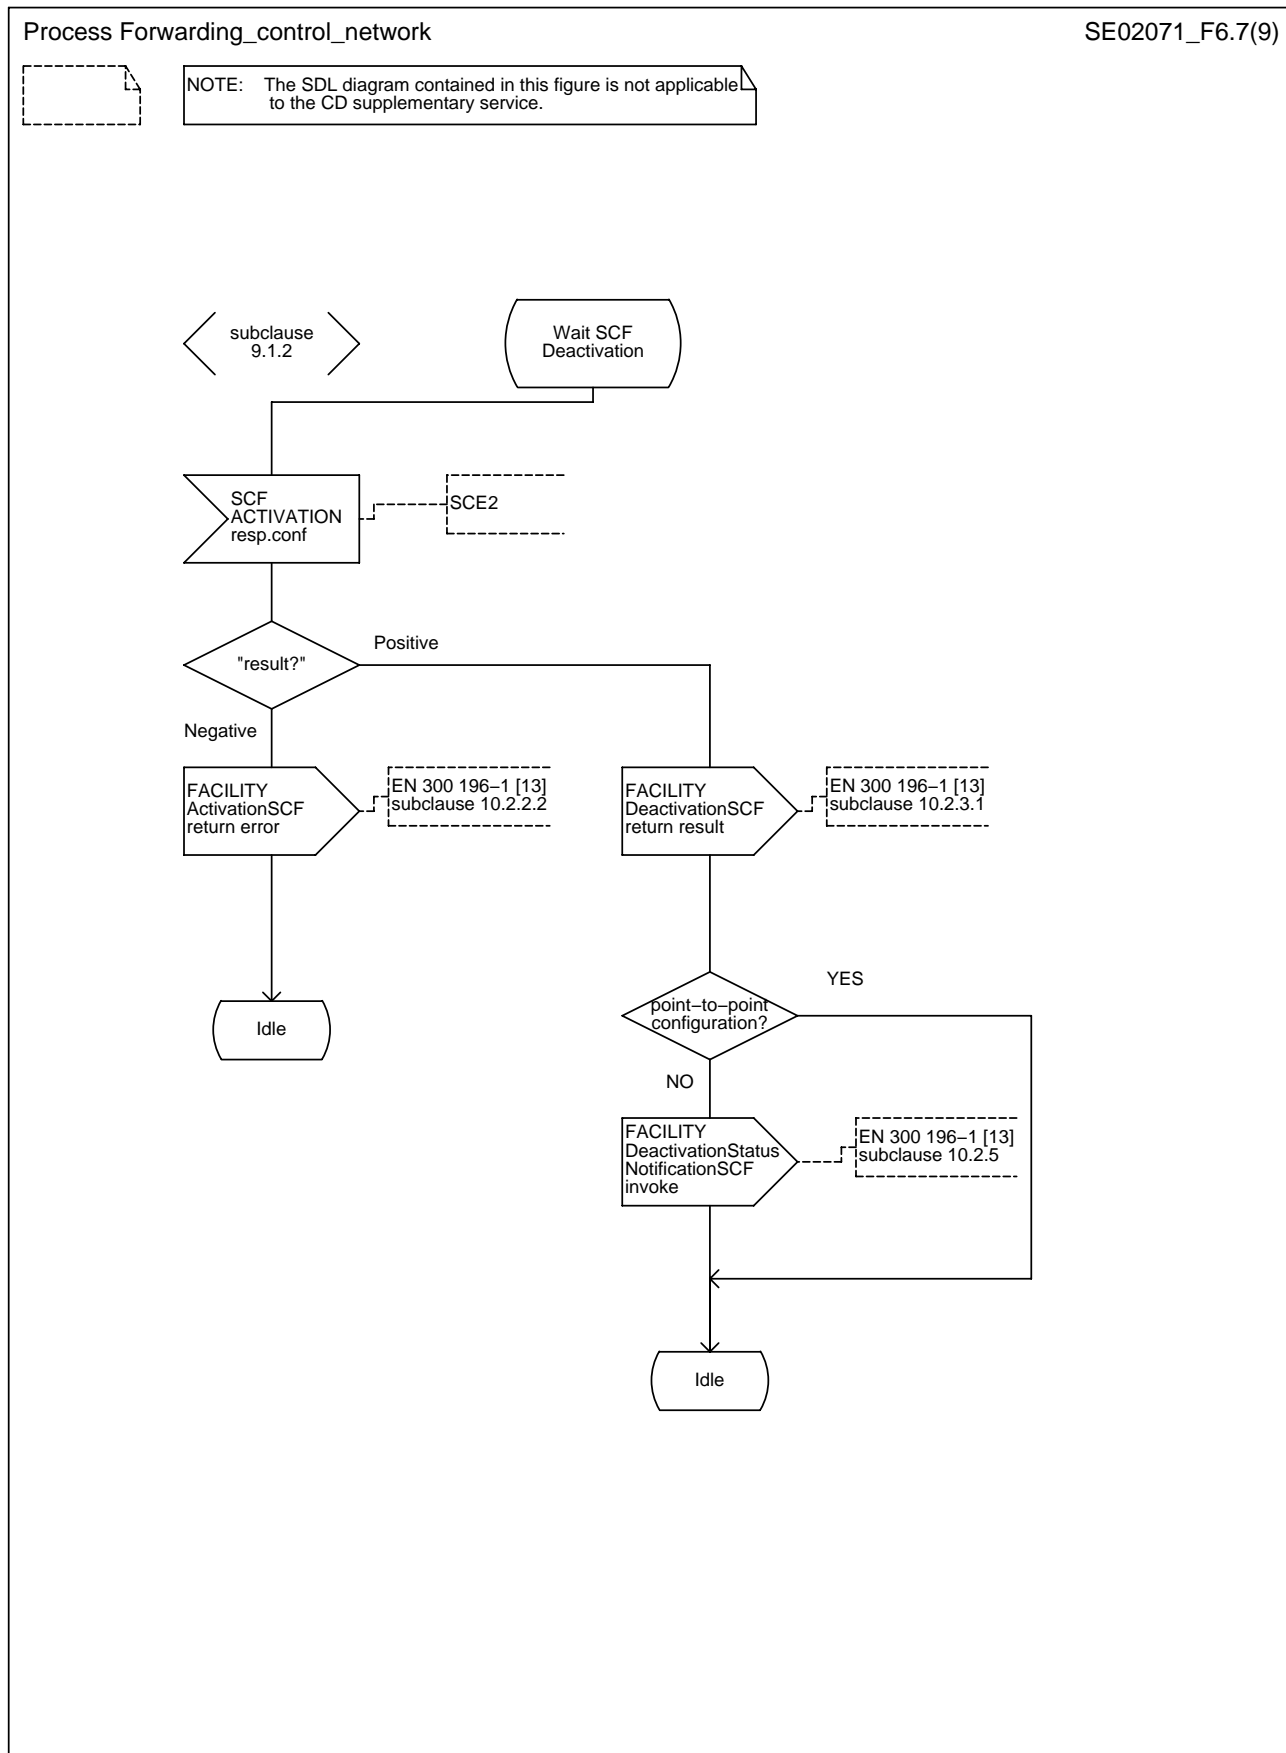 Process Forwarding_control_network
SE02071_F6.7(9)
NOTE: The SDL diagram contained in this figure is not applicable
to the CD supplementary service.
subclause
9.1.2
Wait SCF
Deactivation
SCF
ACTIVATION
resp.conf
SCE2
"result?"
Positive
Negative
FACILITY
ActivationSCF
return error
EN 300 196−1 [13]
subclause 10.2.2.2
FACILITY
DeactivationSCF
return result
EN 300 196−1 [13]
subclause 10.2.3.1
Idle
point−to−point
configuration?
YES
NO
FACILITY
DeactivationStatus
NotificationSCF
invoke
EN 300 196−1 [13]
subclause 10.2.5
Idle